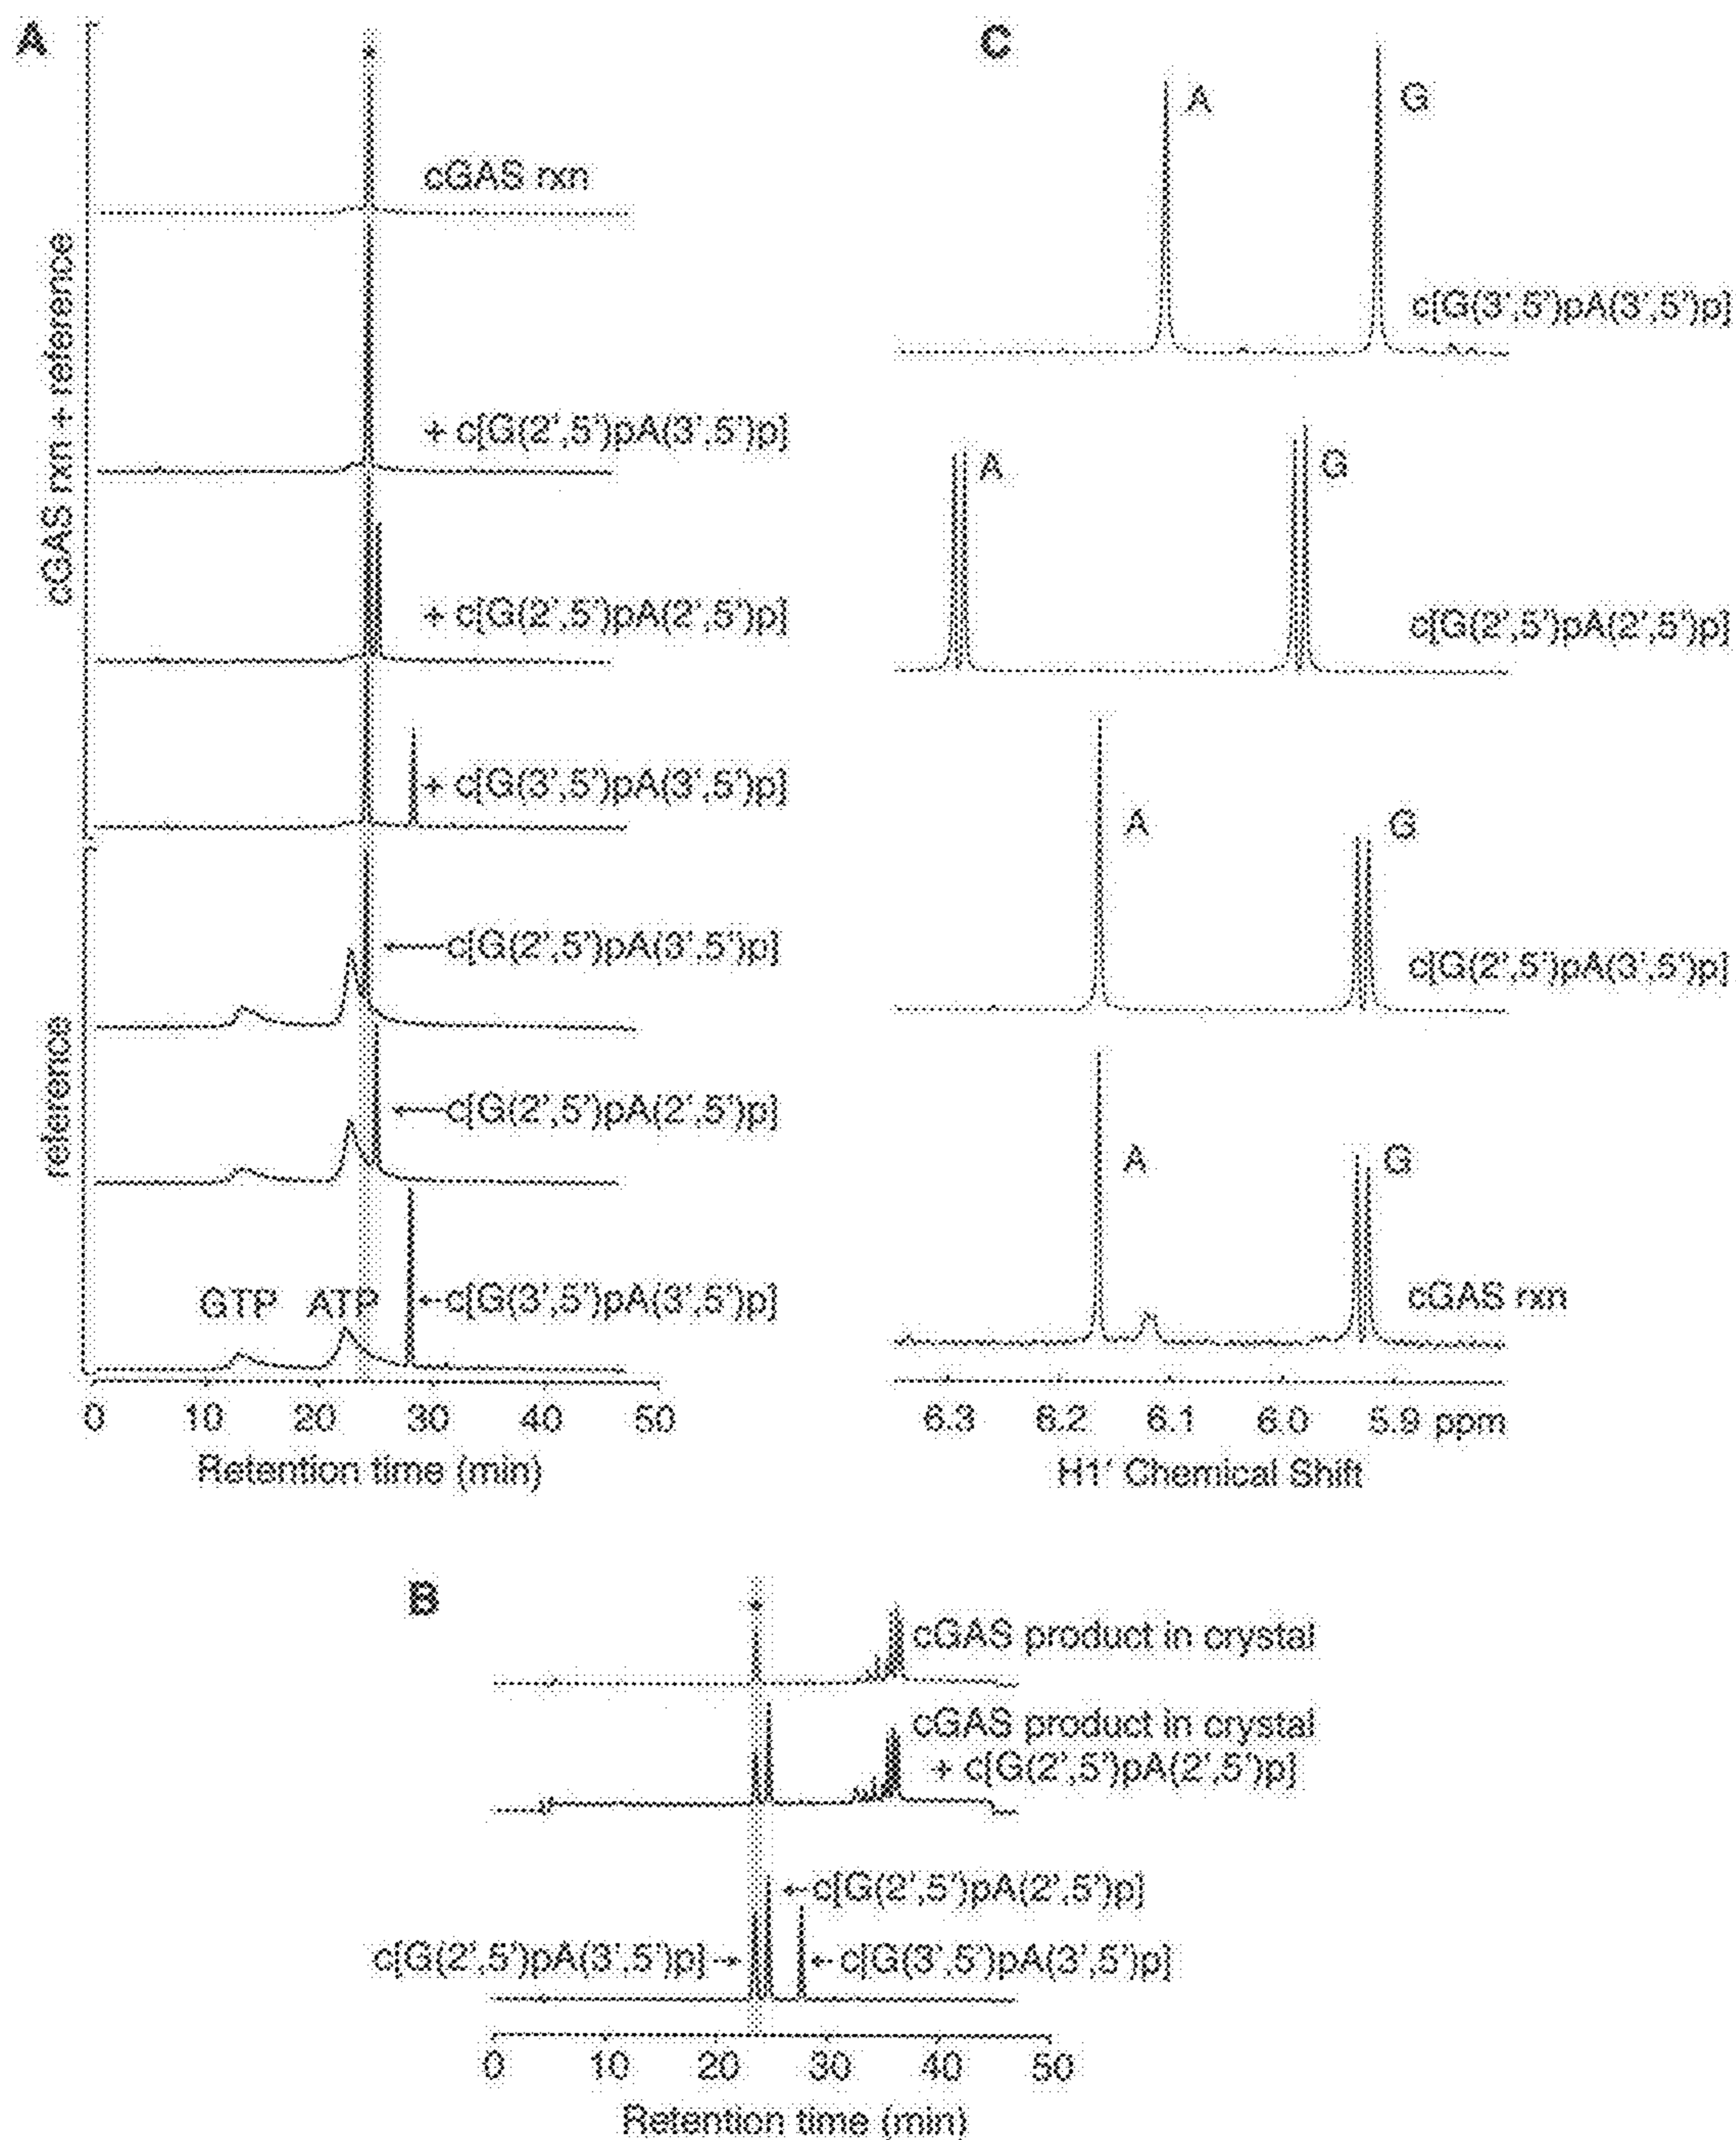 A
cGAS rxn + reference
cGAS rxn
+ c[G(2',5')pA(3',5')p]
+ c[G(2',5')pA(2',5')p]
+ c[G(3',5')pA(3',5')p]
reference
c[G(2',5')pA(3',5')p]
c[G(2',5')pA(2',5')p]
GTP ATP c[G(3',5')pA(3',5')p]
0 10 20 30 40 50
Retention time (min)
C
A G
c[G(3',5')pA(3',5')p]
A G
c[G(2',5')pA(2',5')p]
A G
c[G(2',5')pA(3',5')p]
A G
cGAS rxn
6.3 6.2 6.1 6.0 5.9 ppm
H1' Chemical Shift
B
*
cGAS product in crystal
cGAS product in crystal
+ c[G(2',5')pA(2',5')p]
c[G(2',5')pA(2',5')p]
c[G(2',5')pA(3',5')p] c[G(3',5')pA(3',5')p]
0 10 20 30 40 50
Retention time (min)